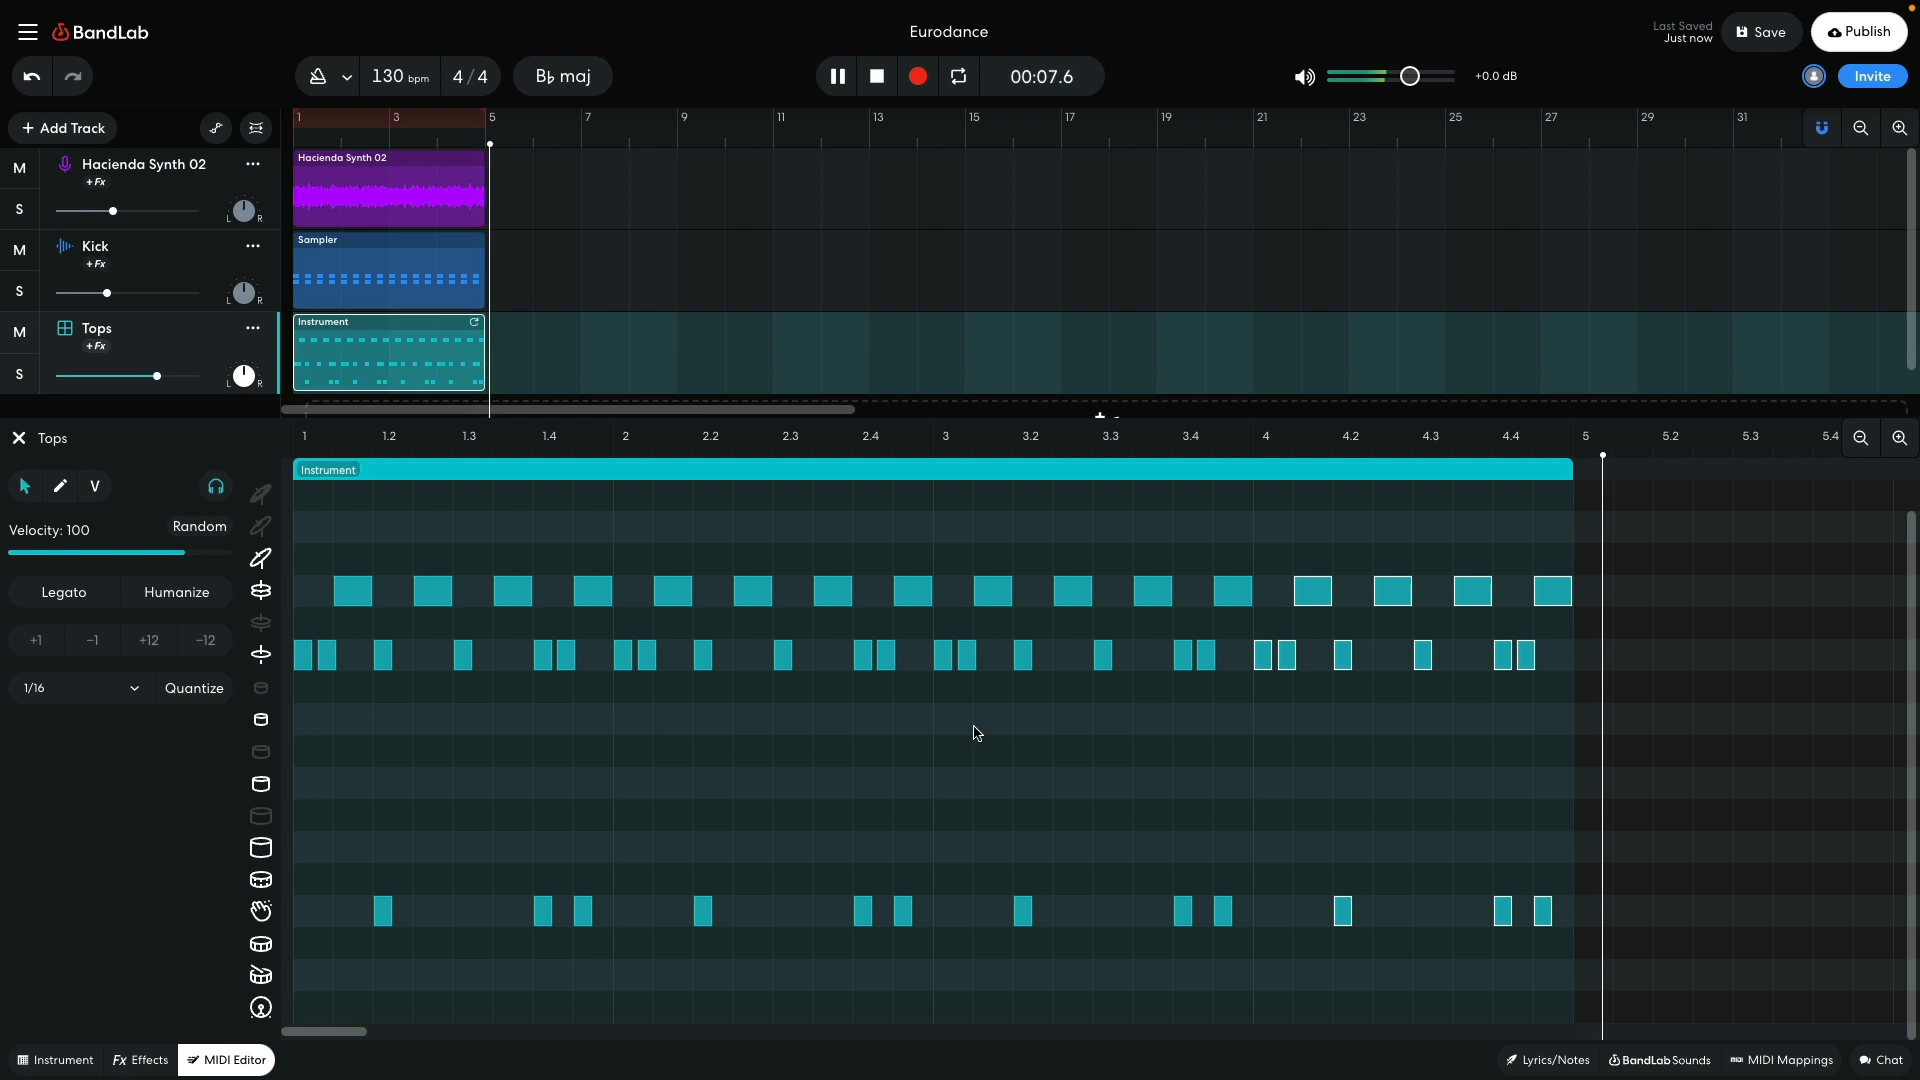 BandLab
Eurodance
Last Saved
Just now
Save
Publish
130 bpm
4/4
B♭ maj
00:07.6
+0.0 dB
Invite
+ Add Track
1 3 5 7 9 11 13 15 17 19 21 23 25 27 29 31
M
Hacienda Synth 02
+Fx
S
L R
Hacienda Synth 02
M
Kick
+Fx
S
L R
Sampler
M
Tops
+Fx
S
L R
Instrument
Tops
1 1.2 1.3 1.4 2 2.2 2.3 2.4 3 3.2 3.3 3.4 4 4.2 4.3 4.4 5 5.2 5.3 5.4
Instrument
V
Velocity: 100
Random
Legato
Humanize
+1 −1 +12 −12
1/16
Quantize
Instrument
Fx Effects
MIDI Editor
Lyrics/Notes
BandLab Sounds
MIDI Mappings
Chat